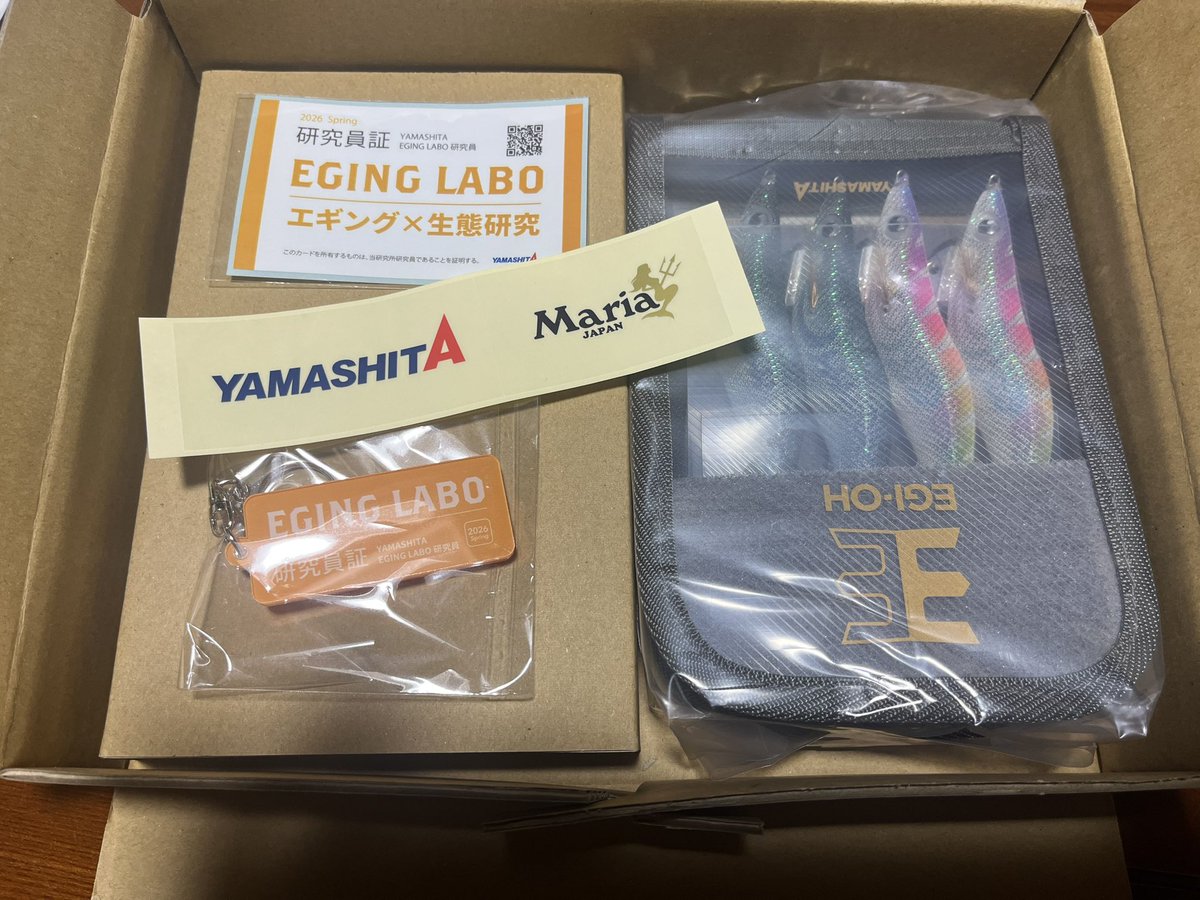 2026 Spring
研究員証
YAMASHITA
EGING LABO 研究員
EGING LABO
エギング×生態研究
このカードを所有するものは、当研究所研究員であることを証明する。
YAMASHITA
YAMASHITA
Maria
JAPAN
EGING LABO
研究員証
YAMASHITA
EGING LABO 研究員
2026
Spring
YAMASHITA
EGI-OH
王